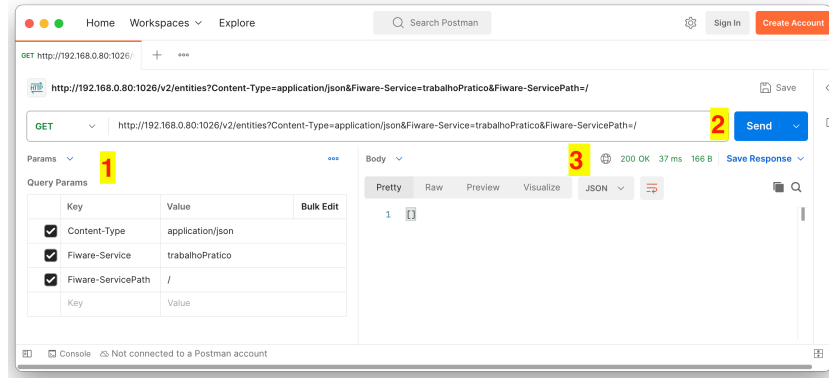 Home Workspaces Explore Search Postman Sign In Create Account
GET http://192.168.0.80:1026/
http://192.168.0.80:1026/v2/entities?Content-Type=application/json&Fiware-Service=trabalhoPratico&Fiware-ServicePath=/ Save
GET http://192.168.0.80:1026/v2/entities?Content-Type=application/json&Fiware-Service=trabalhoPratico&Fiware-ServicePath=/ 2 Send
Params 1 Body 3 200 OK 37 ms 166 B Save Response
Query Params Pretty Raw Preview Visualize JSON
Key Value Bulk Edit 1 []
Content-Type application/json
Fiware-Service trabalhoPratico
Fiware-ServicePath /
Key Value
Console Not connected to a Postman account